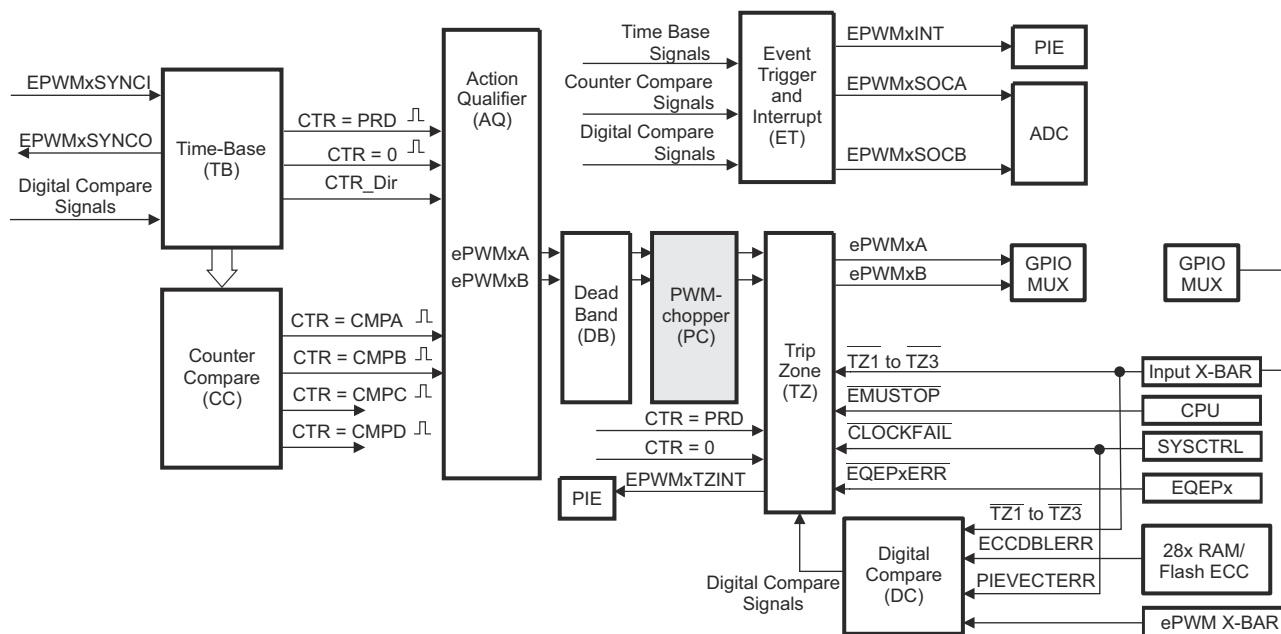 EPWMxSYNCI
EPWMxSYNCO
Digital Compare
Signals
Time-Base
(TB)
CTR = PRD
CTR = 0
CTR_Dir
Counter
Compare
(CC)
CTR = CMPA
CTR = CMPB
CTR = CMPC
CTR = CMPD
Action
Qualifier
(AQ)
ePWMxA
ePWMxB
Time Base
Signals
Counter Compare
Signals
Digital Compare
Signals
Event
Trigger
and
Interrupt
(ET)
EPWMxINT
EPWMxSOCA
EPWMxSOCB
PIE
ADC
Dead
Band
(DB)
PWM-
chopper
(PC)
CTR = PRD
CTR = 0
EPWMxTZINT
PIE
Trip
Zone
(TZ)
ePWMxA
ePWMxB
GPIO
MUX
GPIO
MUX
TZ1 to TZ3
EMUSTOP
CLOCKFAIL
EQEPxERR
Input X-BAR
CPU
SYSCTRL
EQEPx
Digital Compare
Signals
Digital
Compare
(DC)
TZ1 to TZ3
ECCDBLERR
PIEVECTERR
28x RAM/
Flash ECC
ePWM X-BAR